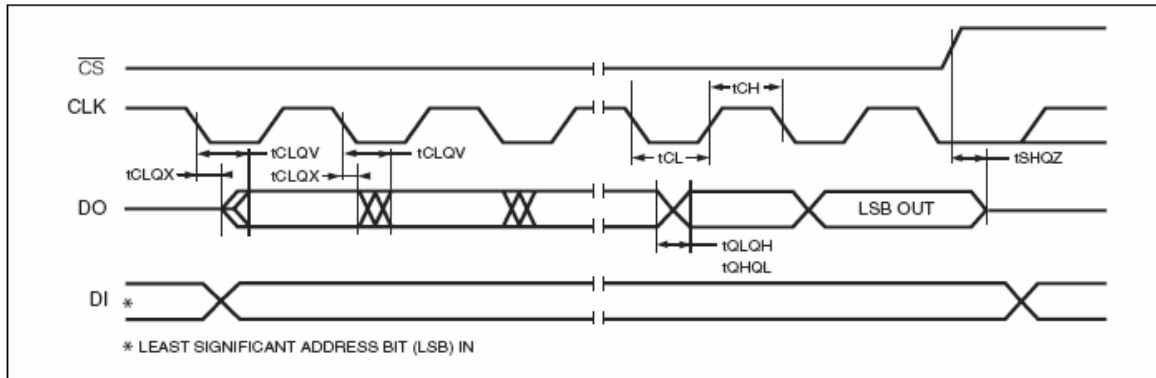 CS
CLK
tCH
tCLQV
tCLQV
tCL
tSHQZ
tCLQX
tCLQX
DO
LSB OUT
tQLQH
tQHQL
DI *
* LEAST SIGNIFICANT ADDRESS BIT (LSB) IN